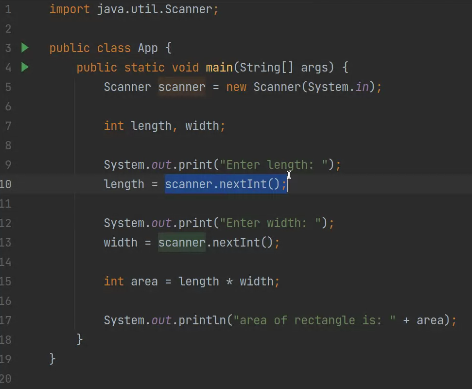 1 import java.util.Scanner;
2
3 public class App {
4 public static void main(String[] args) {
5 Scanner scanner = new Scanner(System.in);
6
7 int length, width;
8
9 System.out.print("Enter length: ");
10 length = scanner.nextInt();
11
12 System.out.print("Enter width: ");
13 width = scanner.nextInt();
14
15 int area = length * width;
16
17 System.out.println("area of rectangle is: " + area);
18 }
19 }
20